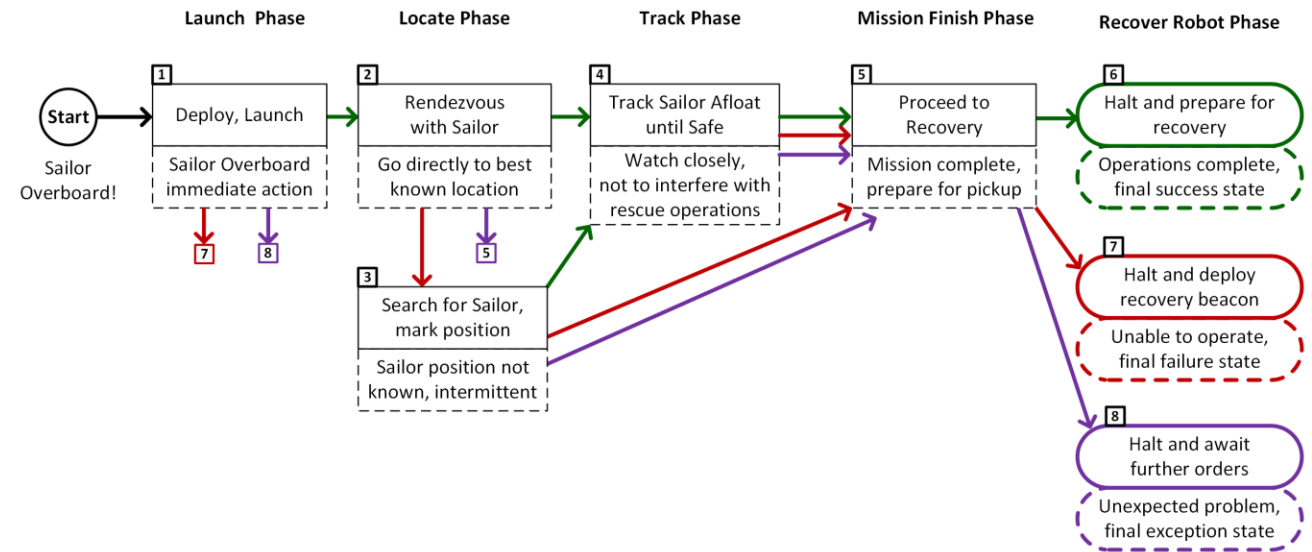 Launch Phase
Locate Phase
Track Phase
Mission Finish Phase
Recover Robot Phase
Start
Sailor
Overboard!
1
Deploy, Launch
Sailor Overboard
immediate action
7
8
2
Rendezvous
with Sailor
Go directly to best
known location
5
3
Search for Sailor,
mark position
Sailor position not
known, intermittent
4
Track Sailor Afloat
until Safe
Watch closely,
not to interfere with
rescue operations
5
Proceed to
Recovery
Mission complete,
prepare for pickup
6
Halt and prepare for
recovery
Operations complete,
final success state
7
Halt and deploy
recovery beacon
Unable to operate,
final failure state
8
Halt and await
further orders
Unexpected problem,
final exception state